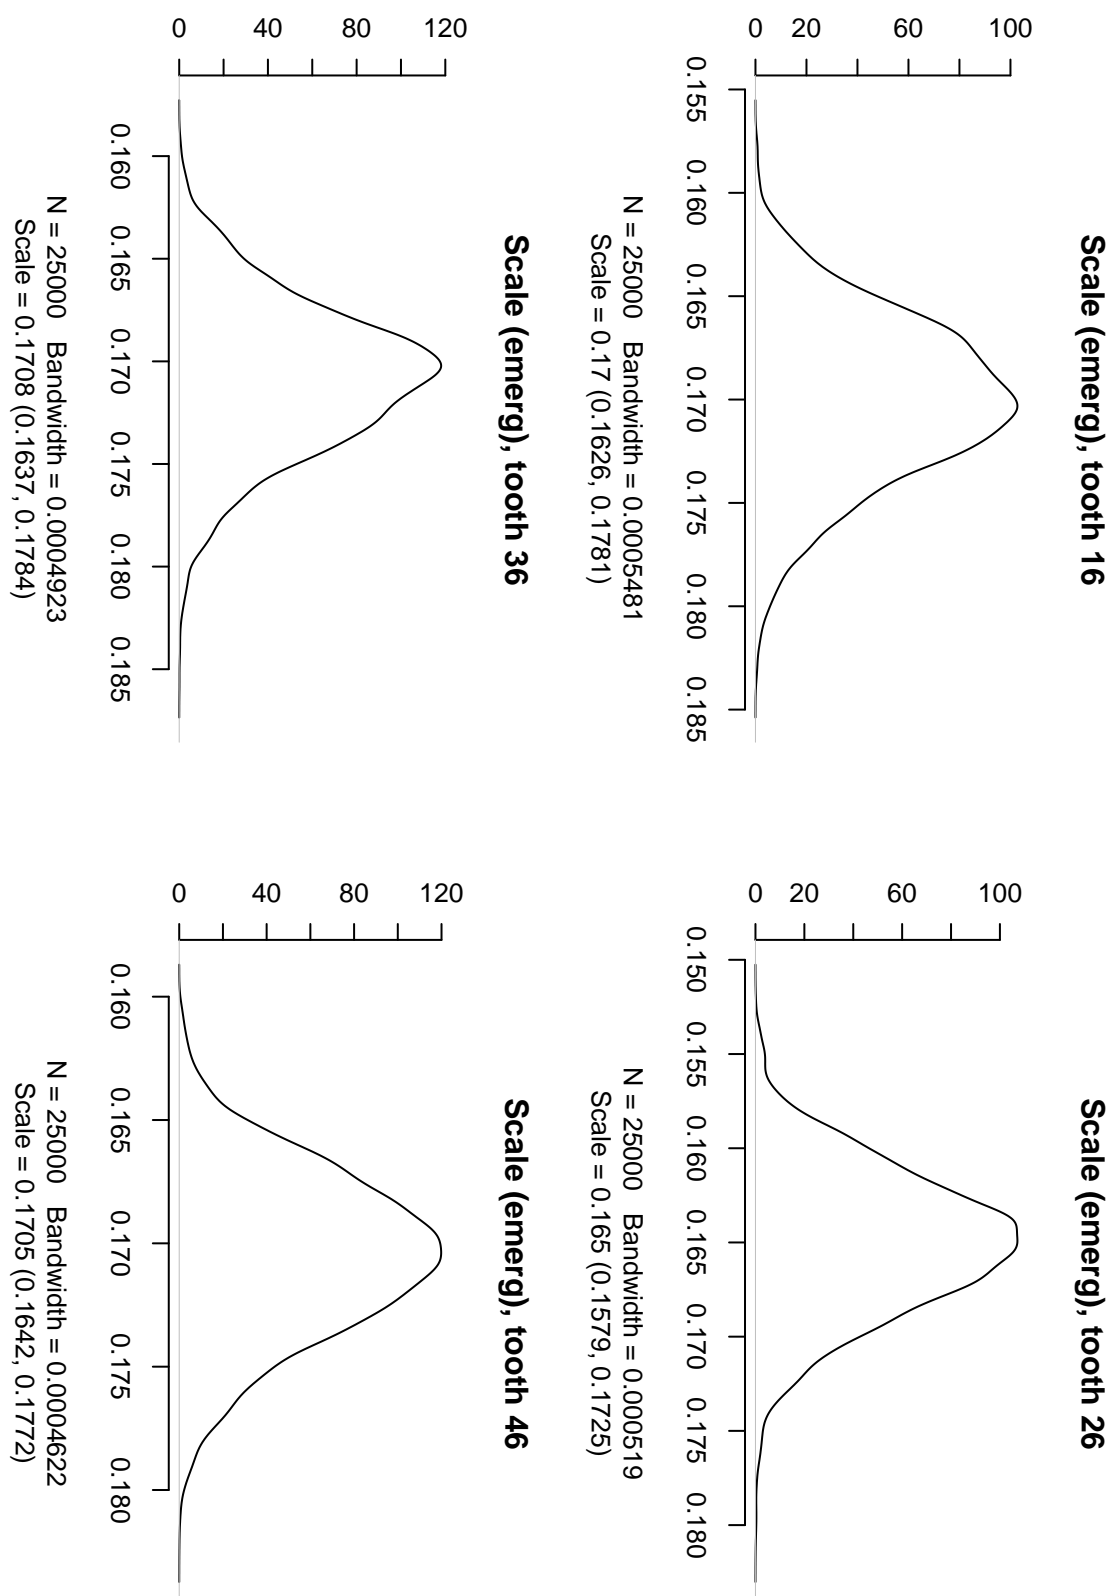 Scale (emerg), tooth 16
0 20 60 100
0.155 0.160 0.165 0.170 0.175 0.180 0.185
N = 25000 Bandwidth = 0.0005481
Scale = 0.17 (0.1626, 0.1781)
Scale (emerg), tooth 26
0 20 60 100
0.150 0.155 0.160 0.165 0.170 0.175 0.180
N = 25000 Bandwidth = 0.000519
Scale = 0.165 (0.1579, 0.1725)
Scale (emerg), tooth 36
0 40 80 120
0.160 0.165 0.170 0.175 0.180 0.185
N = 25000 Bandwidth = 0.0004923
Scale = 0.1708 (0.1637, 0.1784)
Scale (emerg), tooth 46
0 40 80 120
0.160 0.165 0.170 0.175 0.180
N = 25000 Bandwidth = 0.0004622
Scale = 0.1705 (0.1642, 0.1772)